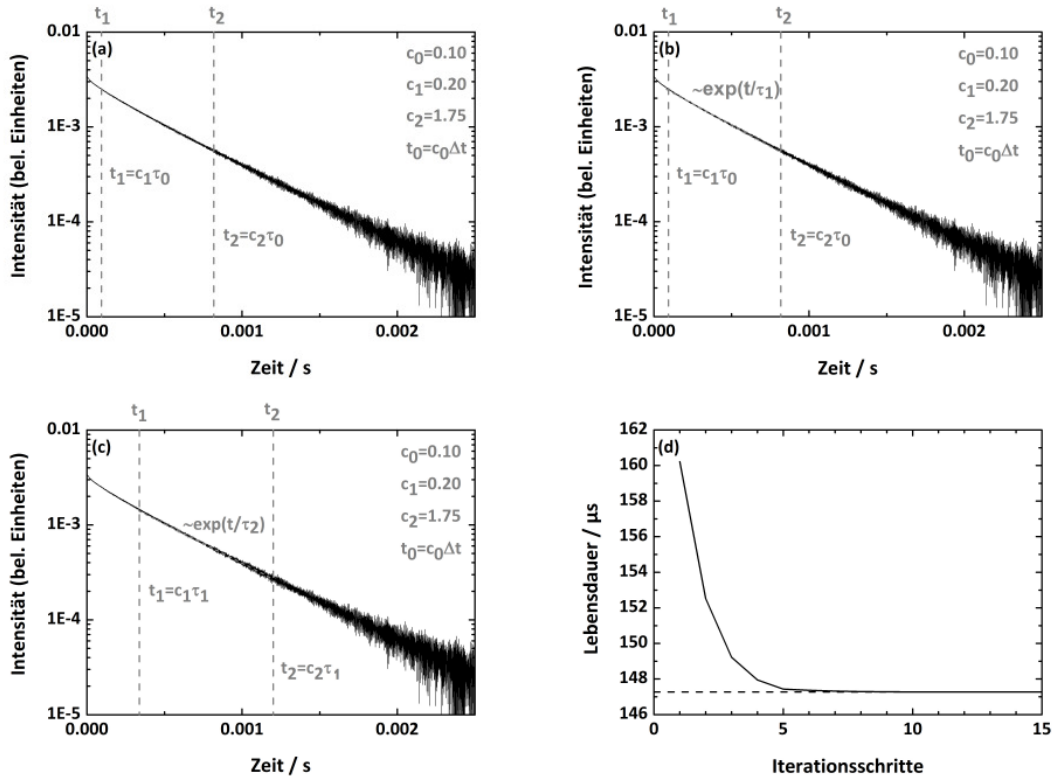 t₁ t₂
(a)
c₀=0.10
c₁=0.20
c₂=1.75
t₀=c₀Δt
t₁=c₁τ₀
t₂=c₂τ₀
Intensität (bel. Einheiten)
0.01
1E-3
1E-4
1E-5
0.000 0.001 0.002
Zeit / s
t₁ t₂
(b)
c₀=0.10
~exp(t/τ₁)
c₁=0.20
c₂=1.75
t₀=c₀Δt
t₁=c₁τ₀
t₂=c₂τ₀
Intensität (bel. Einheiten)
0.01
1E-3
1E-4
1E-5
0.000 0.001 0.002
Zeit / s
t₁ t₂
(c)
c₀=0.10
c₁=0.20
~exp(t/τ₂)
c₂=1.75
t₀=c₀Δt
t₁=c₁τ₁
t₂=c₂τ₁
Intensität (bel. Einheiten)
0.01
1E-3
1E-4
1E-5
0.000 0.001 0.002
Zeit / s
(d)
Lebensdauer / µs
162
160
158
156
154
152
150
148
146
0 5 10 15
Iterationsschritte